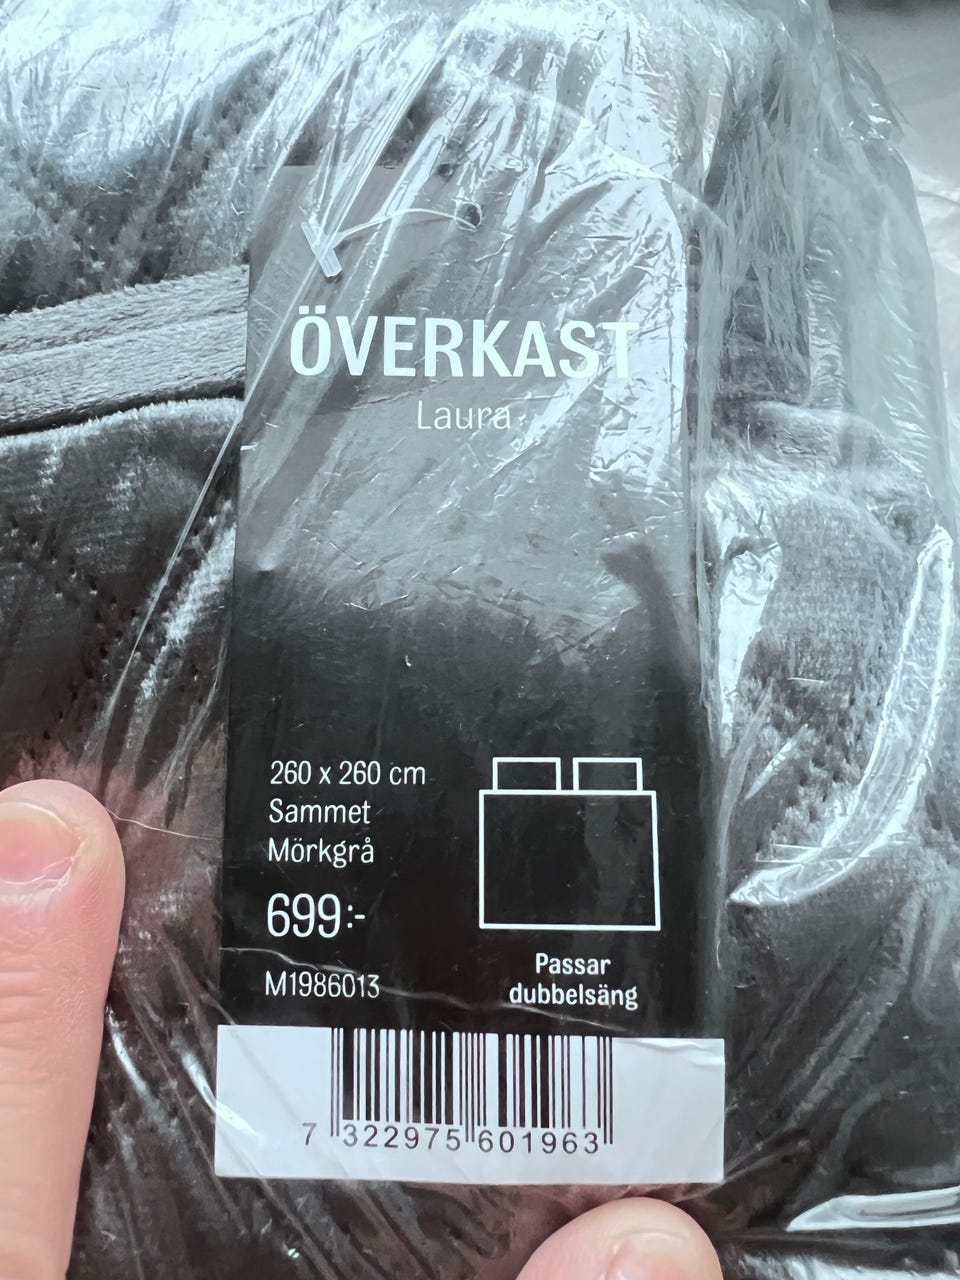 ÖVERKAST
Laura
260 x 260 cm
Sammet
Mörkgrå
699:-
M1986013
Passar
dubbelsäng
7 322975 601963